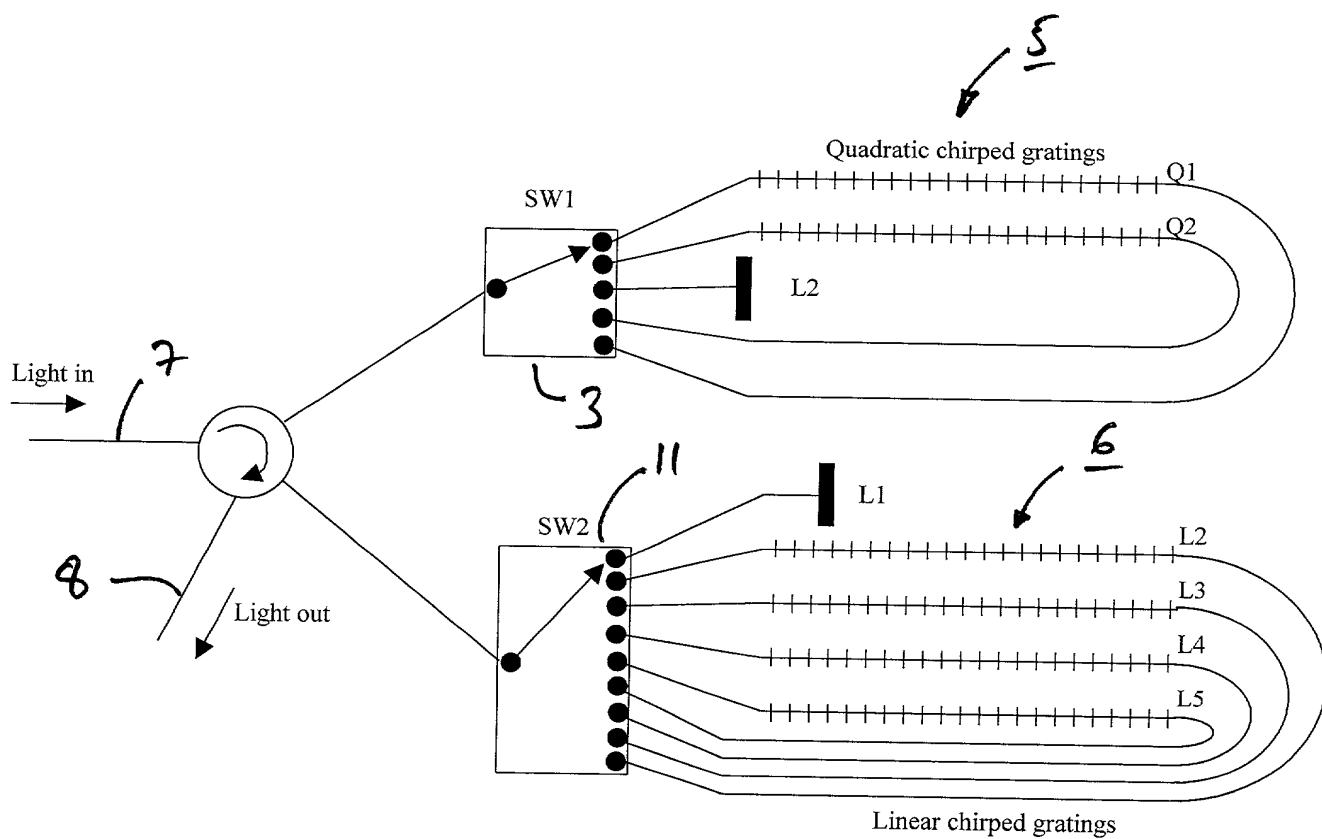 5
Quadratic chirped gratings
Q1
SW1
Q2
L2
3
7
Light in
6
11
L1
SW2
L2
8
Light out
L3
L4
L5
Linear chirped gratings